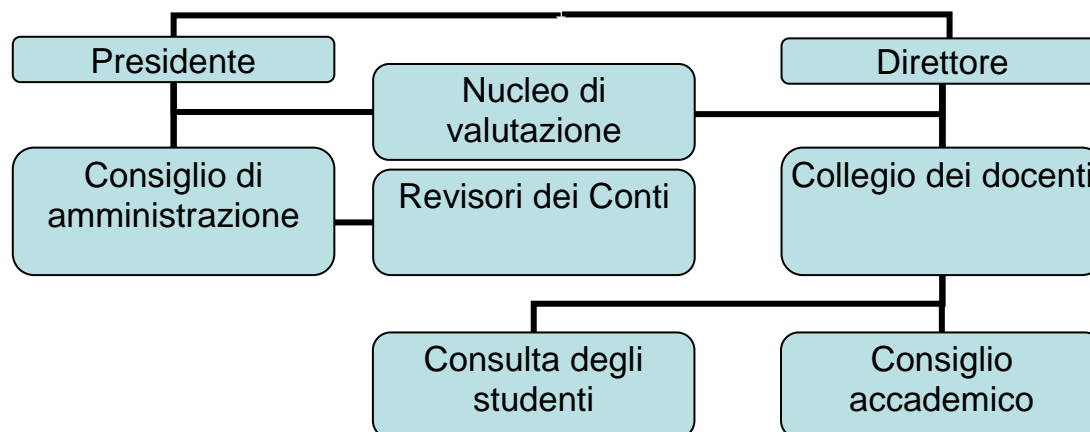 Presidente
Direttore
Nucleo di
valutazione
Consiglio di
amministrazione
Revisori dei Conti
Collegio dei docenti
Consulta degli
studenti
Consiglio
accademico